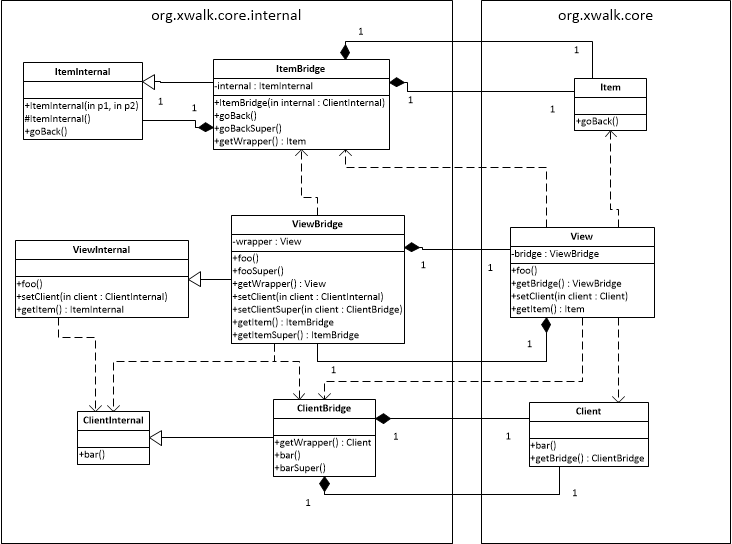 org.xwalk.core.internal
org.xwalk.core
ItemInternal
+ItemInternal(in p1, in p2)
#ItemInternal()
+goBack()
1
1
ItemBridge
-internal : ItemInternal
+ItemBridge(in internal : ClientInternal)
+goBack()
+goBackSuper()
+getWrapper() : Item
1
1
1
1
Item
+goBack()
ViewInternal
+foo()
+setClient(in client : ClientInternal)
+getItem() : ItemInternal
ViewBridge
-wrapper : View
+foo()
+fooSuper()
+getWrapper() : View
+setClient(in client : ClientInternal)
+setClientSuper(in client : ClientBridge)
+getItem() : ItemBridge
+getItemSuper() : ItemBridge
1
1
1
1
View
-bridge : ViewBridge
+foo()
+getBridge() : ViewBridge
+setClient(in client : Client)
+getItem() : Item
ClientInternal
+bar()
ClientBridge
+getWrapper() : Client
+bar()
+barSuper()
1
1
1
1
Client
+bar()
+getBridge() : ClientBridge